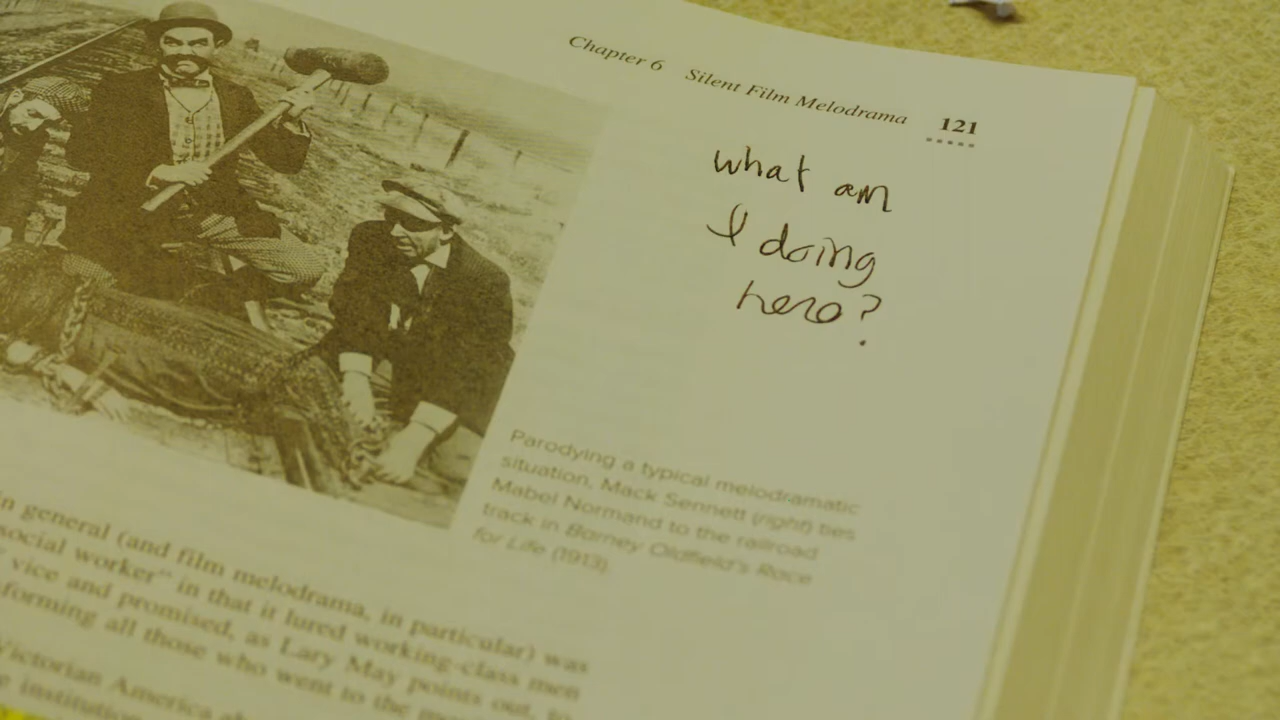 Chapter 6 Silent Film Melodrama 121
what am
I doing
here?
Parodying a typical melodramatic
situation, Mack Sennett (right) ties
Mabel Normand to the railroad
track in Barney Oldfield's Race
for Life (1913).
n general (and film melodrama, in particular) was
social worker" in that it lured working-class men
vice and promised, as Lary May points out, to
forming all those who went to the
Victorian America
institution